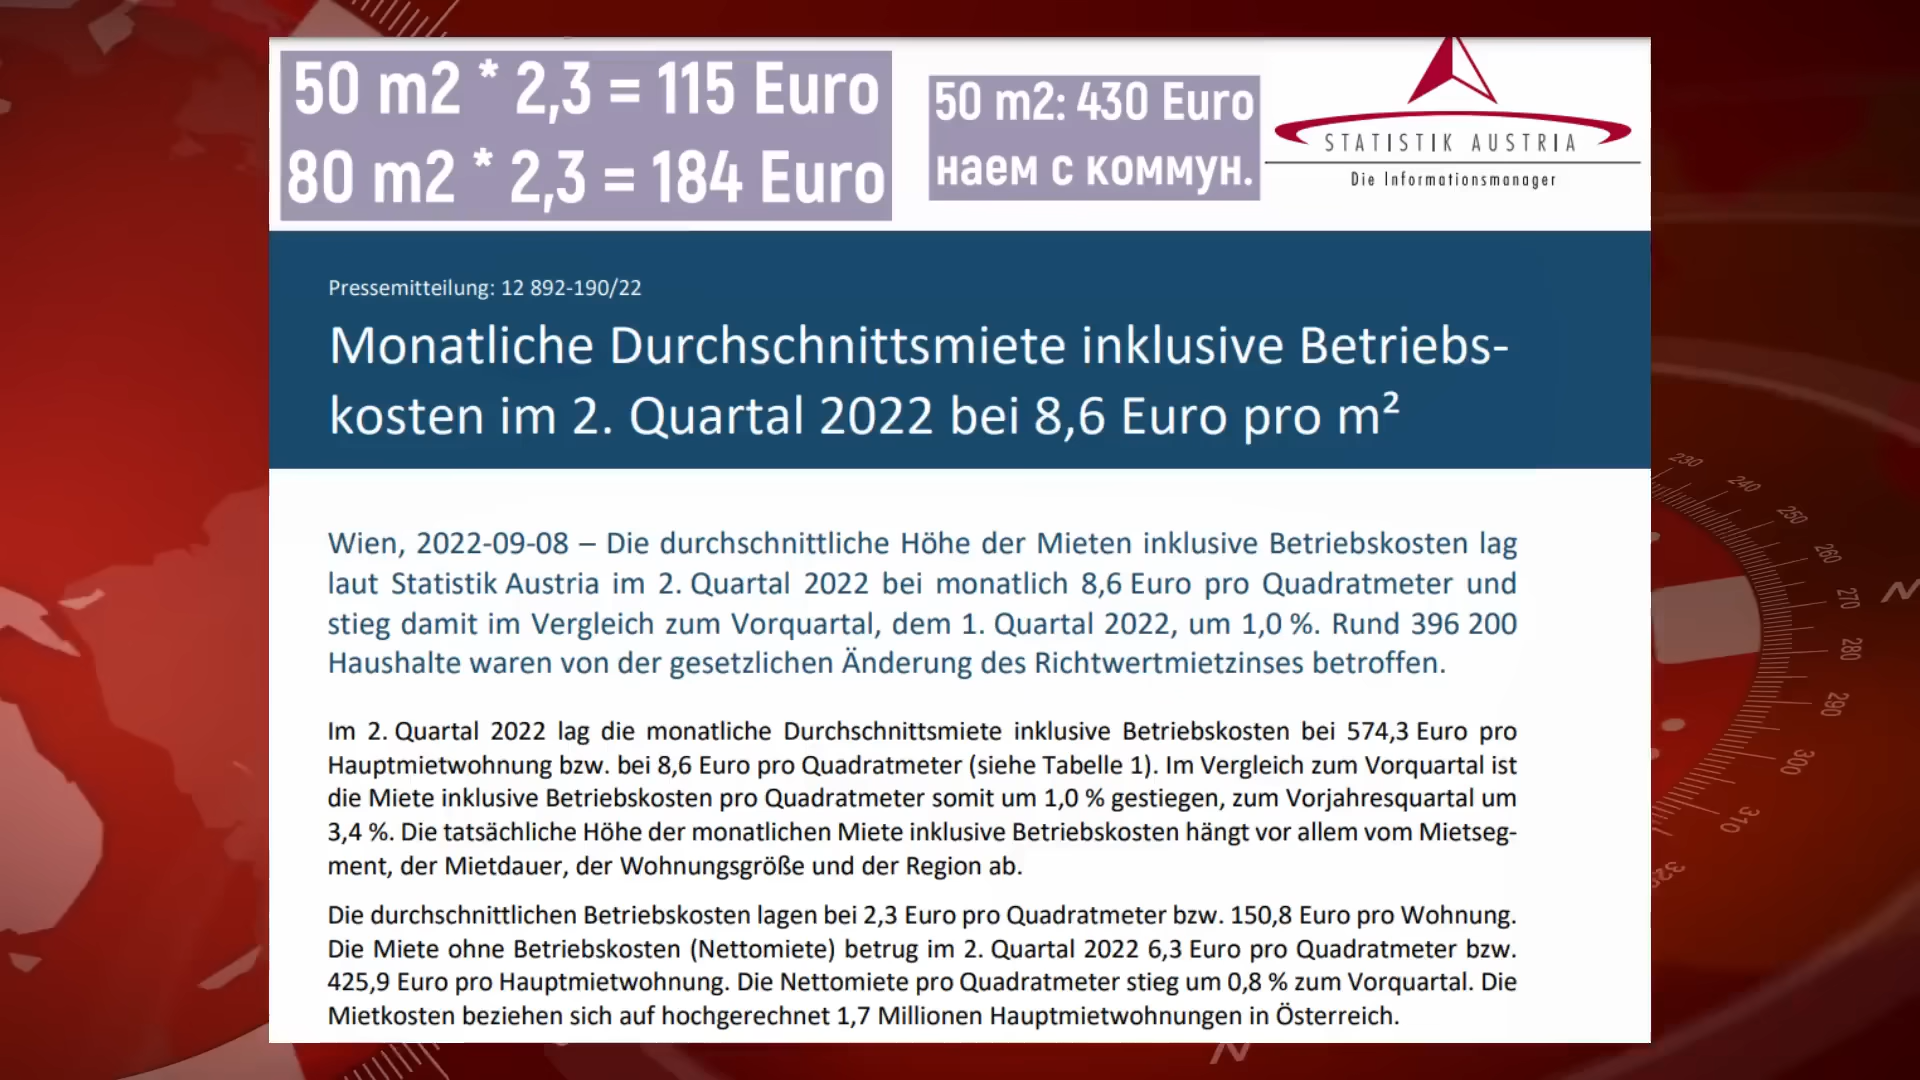 50 m2 * 2,3 = 115 Euro
80 m2 * 2,3 = 184 Euro
50 m2: 430 Euro
наем с коммун.
STATISTIK AUSTRIA
Die Informationsmanager
Pressemitteilung: 12 892-190/22
Monatliche Durchschnittsmiete inklusive Betriebs-
kosten im 2. Quartal 2022 bei 8,6 Euro pro m²
Wien, 2022-09-08 – Die durchschnittliche Höhe der Mieten inklusive Betriebskosten lag
laut Statistik Austria im 2. Quartal 2022 bei monatlich 8,6 Euro pro Quadratmeter und
stieg damit im Vergleich zum Vorquartal, dem 1. Quartal 2022, um 1,0 %. Rund 396 200
Haushalte waren von der gesetzlichen Änderung des Richtwertmietzinses betroffen.
Im 2. Quartal 2022 lag die monatliche Durchschnittsmiete inklusive Betriebskosten bei 574,3 Euro pro
Hauptmietwohnung bzw. bei 8,6 Euro pro Quadratmeter (siehe Tabelle 1). Im Vergleich zum Vorquartal ist
die Miete inklusive Betriebskosten pro Quadratmeter somit um 1,0 % gestiegen, zum Vorjahresquartal um
3,4 %. Die tatsächliche Höhe der monatlichen Miete inklusive Betriebskosten hängt vor allem vom Mietseg-
ment, der Mietdauer, der Wohnungsgröße und der Region ab.
Die durchschnittlichen Betriebskosten lagen bei 2,3 Euro pro Quadratmeter bzw. 150,8 Euro pro Wohnung.
Die Miete ohne Betriebskosten (Nettomiete) betrug im 2. Quartal 2022 6,3 Euro pro Quadratmeter bzw.
425,9 Euro pro Hauptmietwohnung. Die Nettomiete pro Quadratmeter stieg um 0,8 % zum Vorquartal. Die
Mietkosten beziehen sich auf hochgerechnet 1,7 Millionen Hauptmietwohnungen in Österreich.
230
240
250
260
270
280
290
300
310
320
N
N